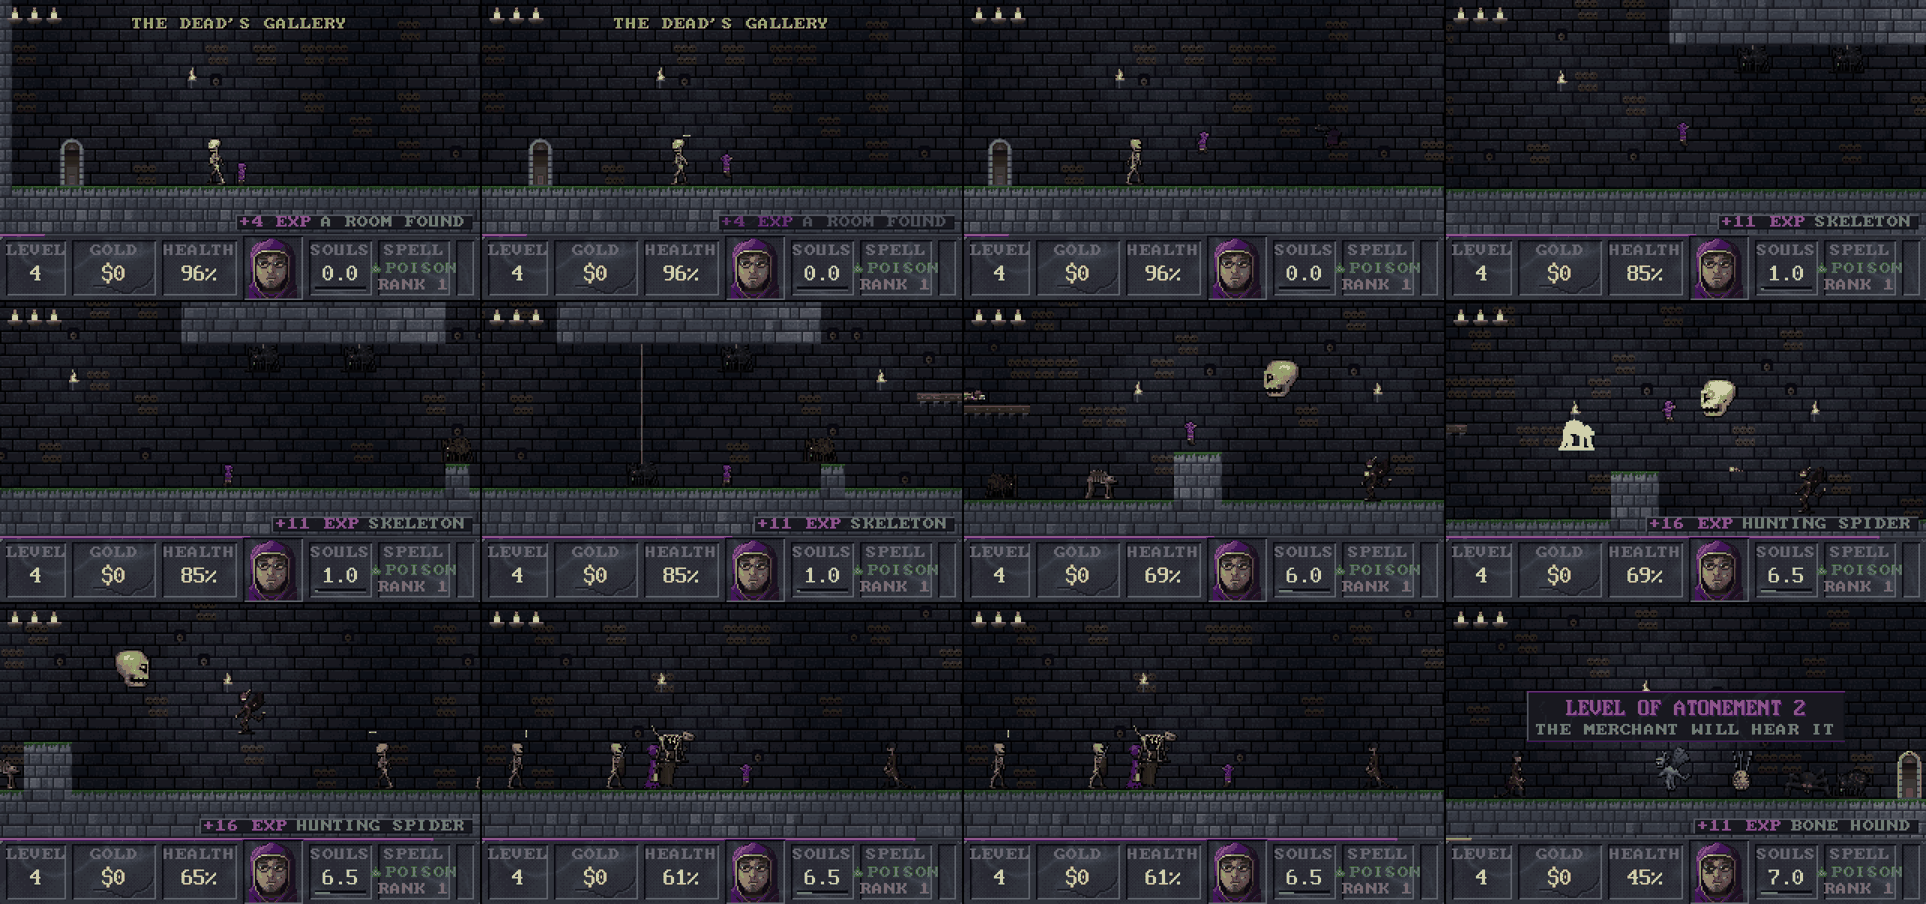 THE DEAD'S GALLERY
+4 EXP A ROOM FOUND
LEVEL GOLD HEALTH SOULS SPELL
4 $0 96% 0.0 POISON
RANK 1
THE DEAD'S GALLERY
+4 EXP A ROOM FOUND
LEVEL GOLD HEALTH SOULS SPELL
4 $0 96% 0.0 POISON
RANK 1
LEVEL GOLD HEALTH SOULS SPELL
4 $0 96% 0.0 POISON
RANK 1
+11 EXP SKELETON
LEVEL GOLD HEALTH SOULS SPELL
4 $0 85% 1.0 POISON
RANK 1
+11 EXP SKELETON
LEVEL GOLD HEALTH SOULS SPELL
4 $0 85% 1.0 POISON
RANK 1
+11 EXP SKELETON
LEVEL GOLD HEALTH SOULS SPELL
4 $0 85% 1.0 POISON
RANK 1
LEVEL GOLD HEALTH SOULS SPELL
4 $0 69% 6.0 POISON
RANK 1
+16 EXP HUNTING SPIDER
LEVEL GOLD HEALTH SOULS SPELL
4 $0 69% 6.5 POISON
RANK 1
+16 EXP HUNTING SPIDER
LEVEL GOLD HEALTH SOULS SPELL
4 $0 65% 6.5 POISON
RANK 1
LEVEL GOLD HEALTH SOULS SPELL
4 $0 61% 6.5 POISON
RANK 1
LEVEL GOLD HEALTH SOULS SPELL
4 $0 61% 6.5 POISON
RANK 1
LEVEL OF ATONEMENT 2
THE MERCHANT WILL HEAR IT
+11 EXP BONE HOUND
LEVEL GOLD HEALTH SOULS SPELL
4 $0 45% 7.0 POISON
RANK 1